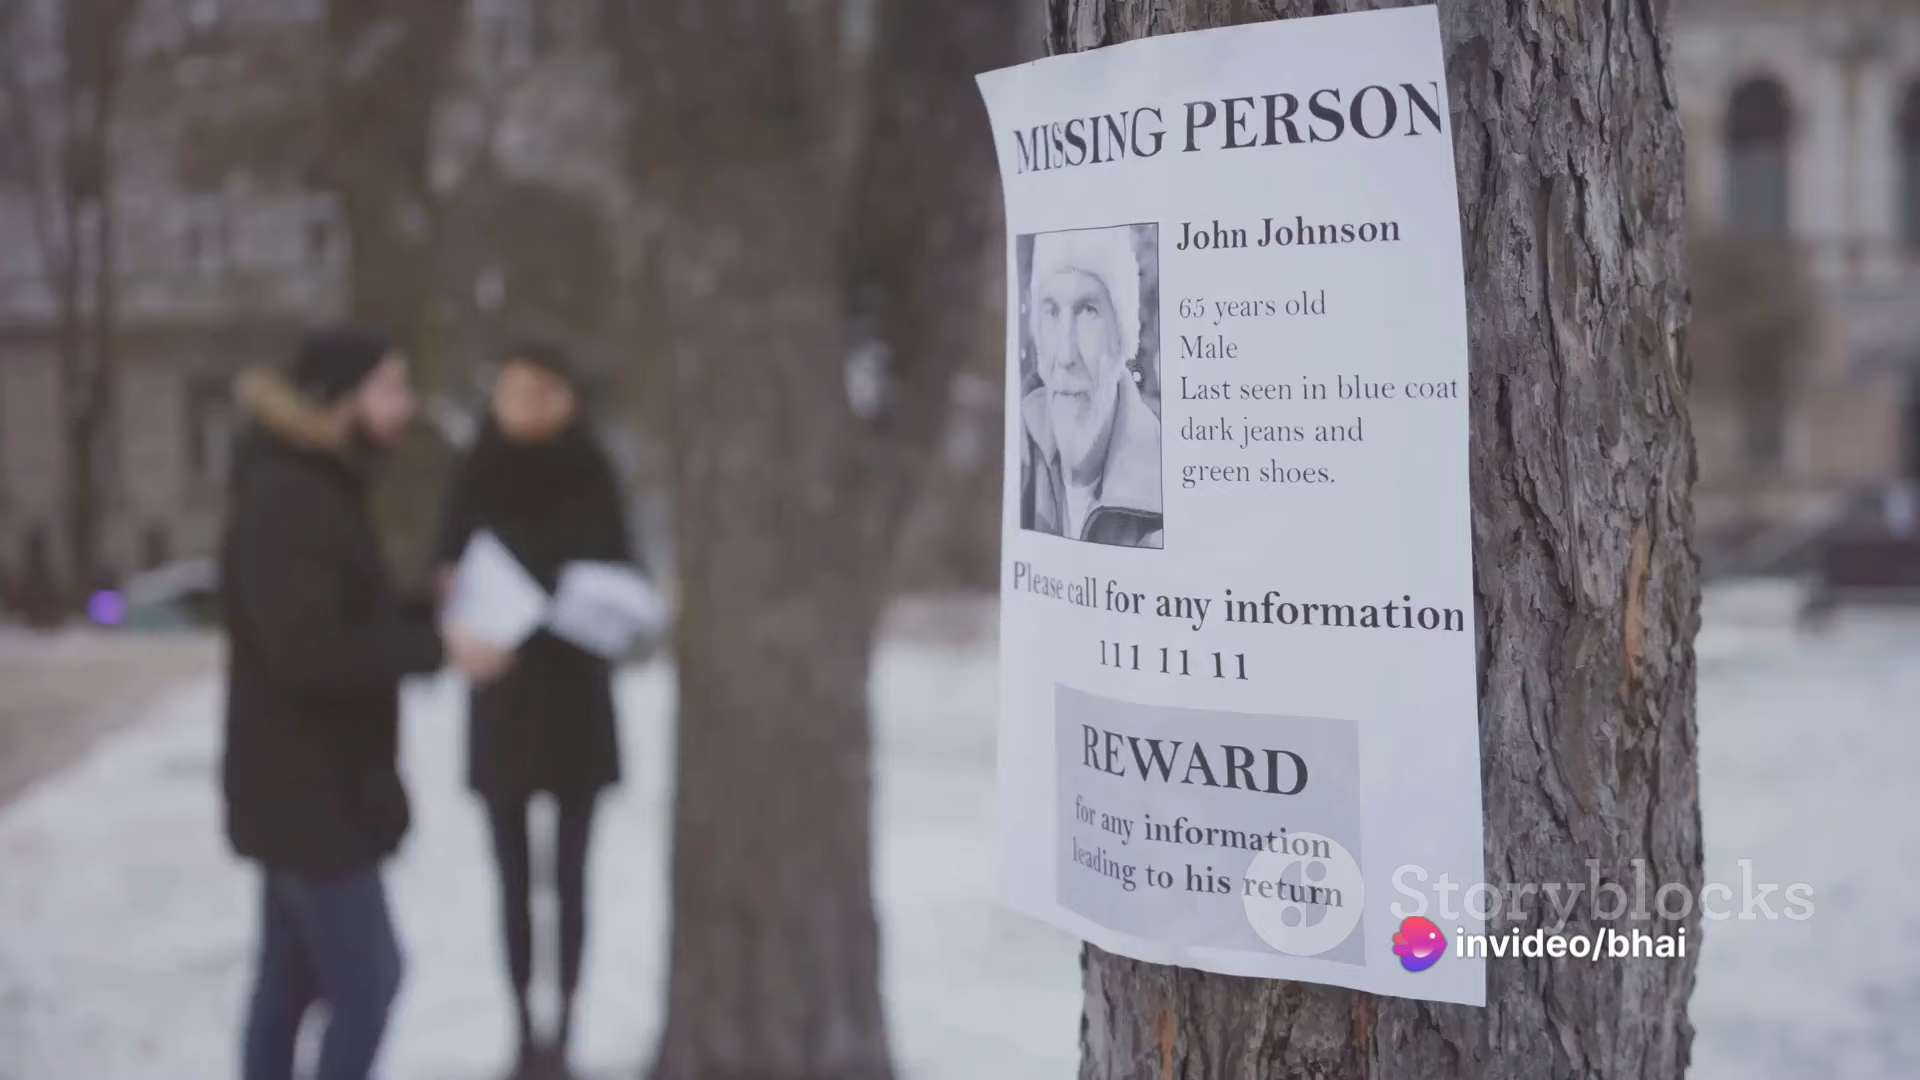 MISSING PERSON
John Johnson
65 years old
Male
Last seen in blue coat
dark jeans and
green shoes.
Please call for any information
111 11 11
REWARD
for any information
leading to his return
Storyblocks
invideo/bhai